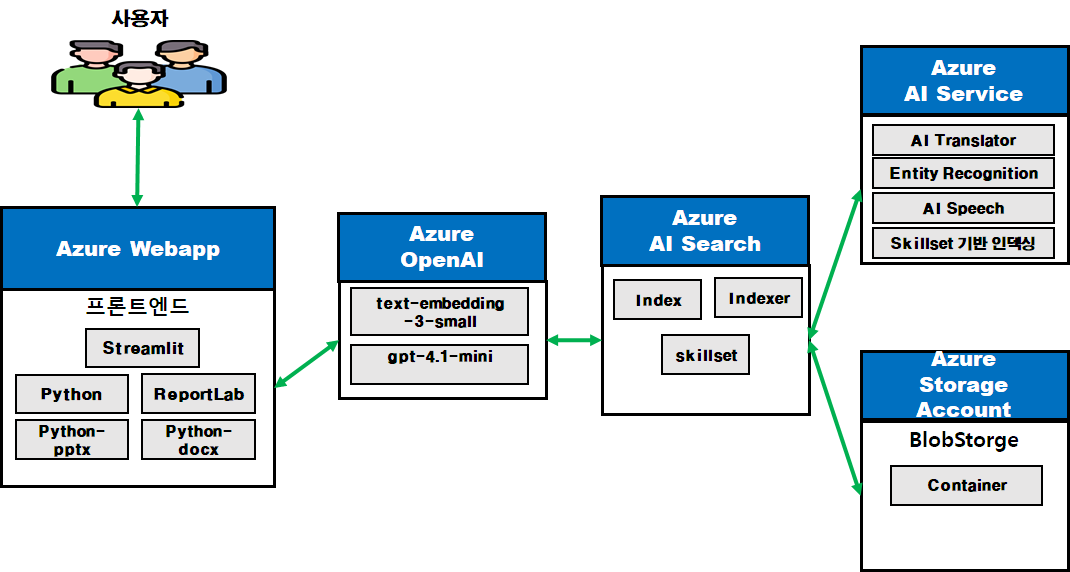 사용자
Azure Webapp
프론트엔드
Streamlit
Python
ReportLab
Python-
pptx
Python-
docx
Azure
OpenAI
text-embedding
-3-small
gpt-4.1-mini
Azure
AI Search
Index
Indexer
skillset
Azure
AI Service
AI Translator
Entity Recognition
AI Speech
Skillset 기반 인덱싱
Azure
Storage
Account
BlobStorge
Container